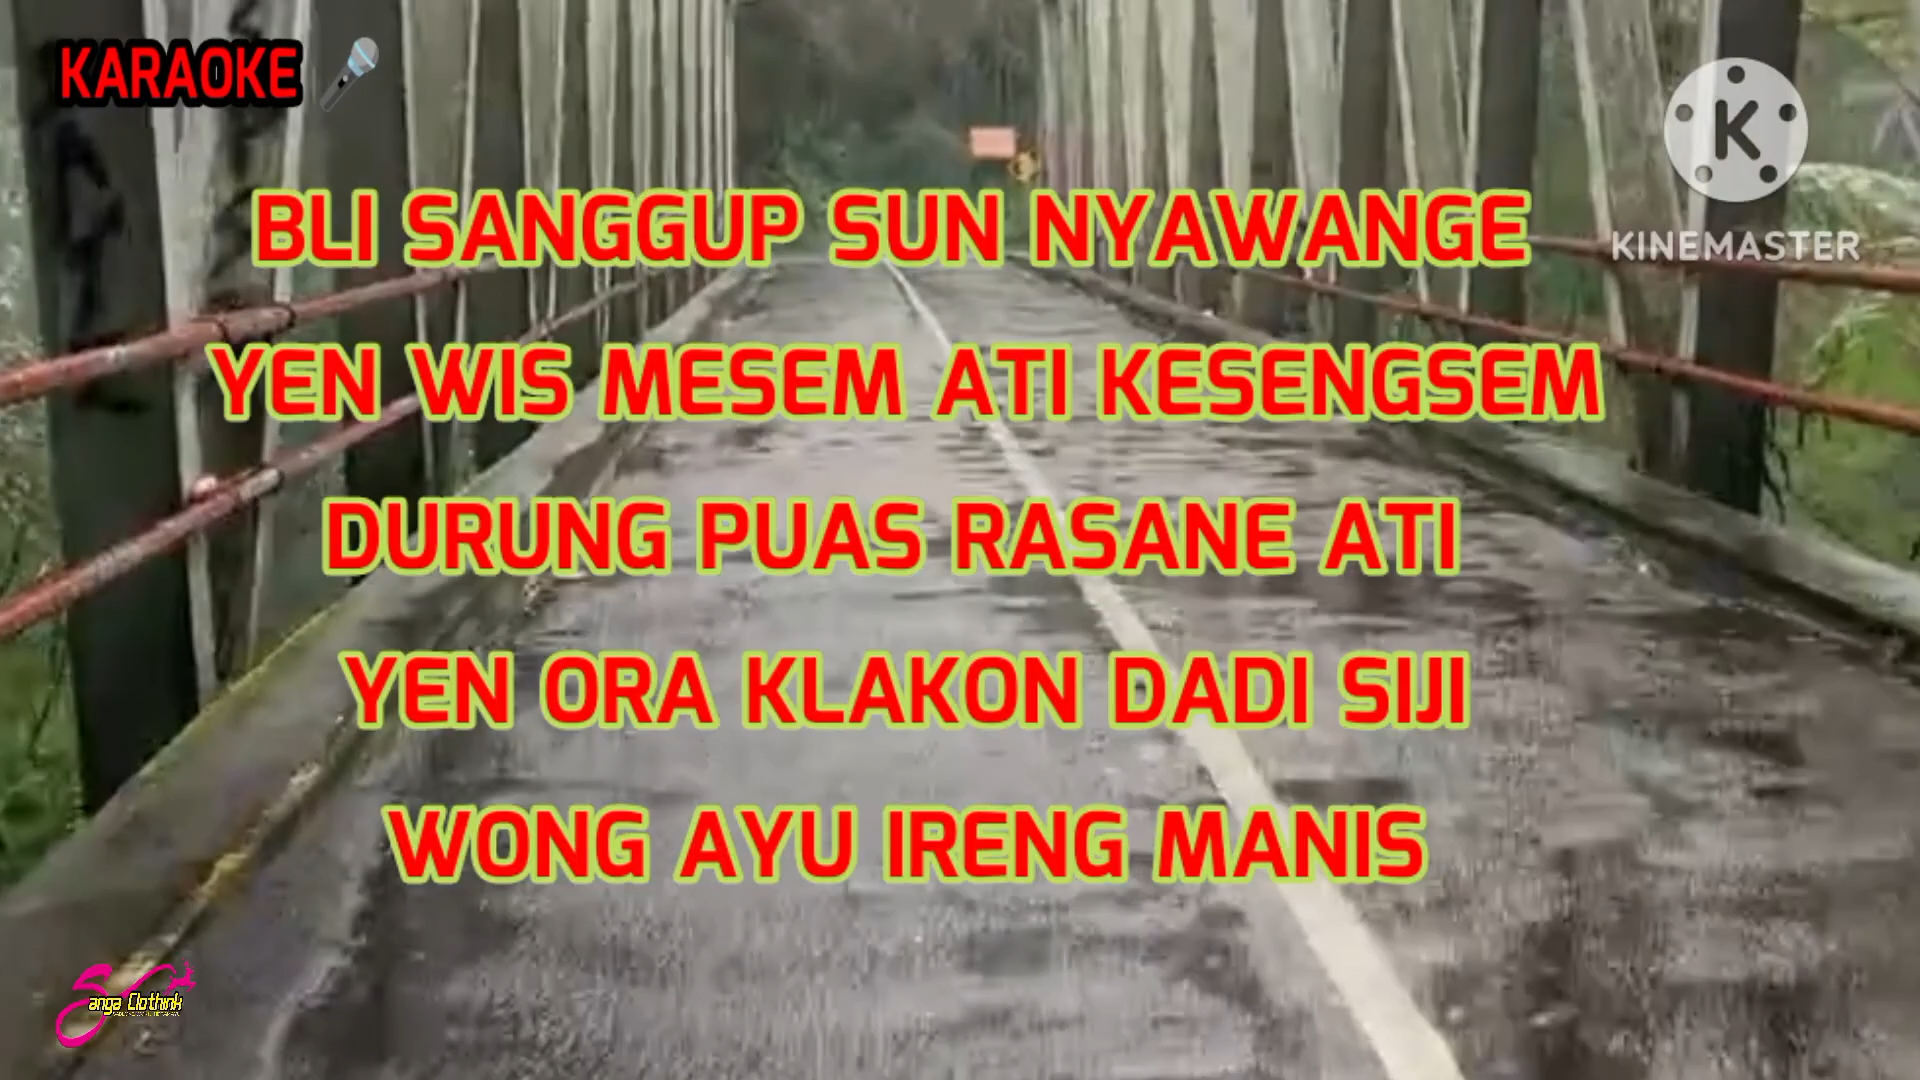 KARAOKE
K
KINEMASTER
BLI SANGGUP SUN NYAWANGE
YEN WIS MESEM ATI KESENGSEM
DURUNG PUAS RASANE ATI
YEN ORA KLAKON DADI SIJI
WONG AYU IRENG MANIS
anga Clothink